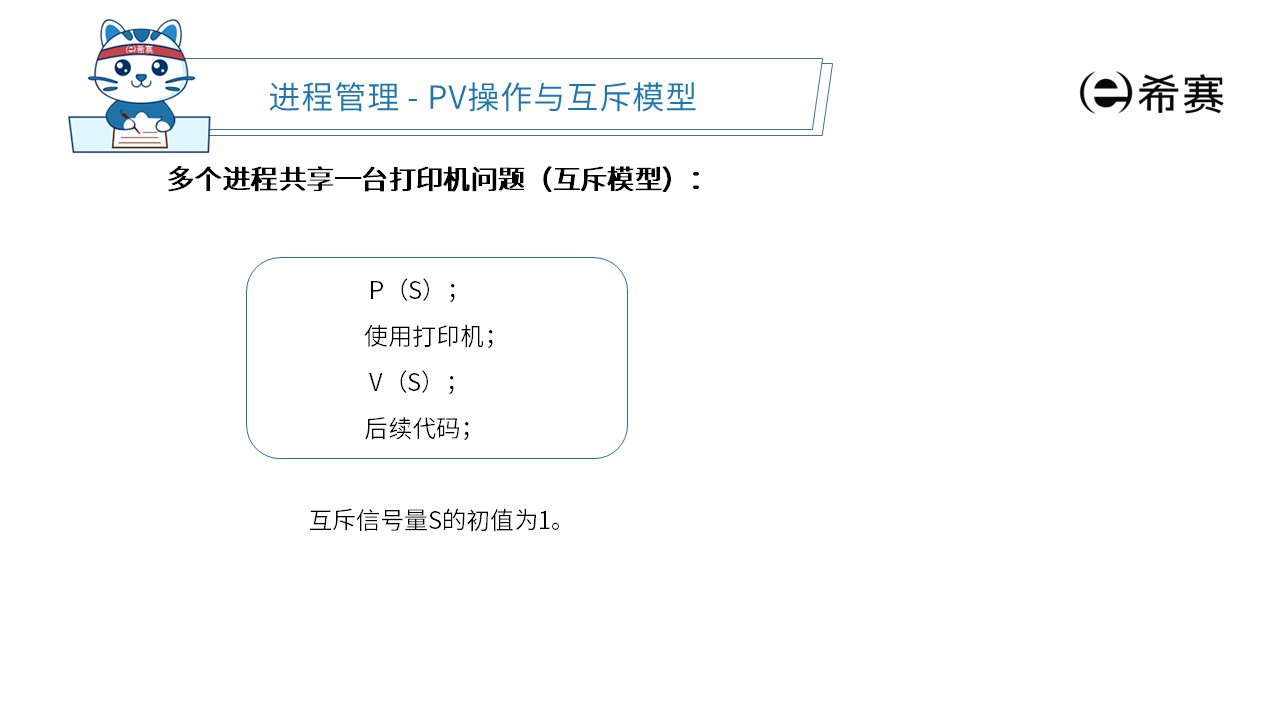 (e)希赛
进程管理 - PV操作与互斥模型
(e)希赛
多个进程共享一台打印机问题（互斥模型）：
P（S）；
使用打印机；
V（S）；
后续代码；
互斥信号量S的初值为1。